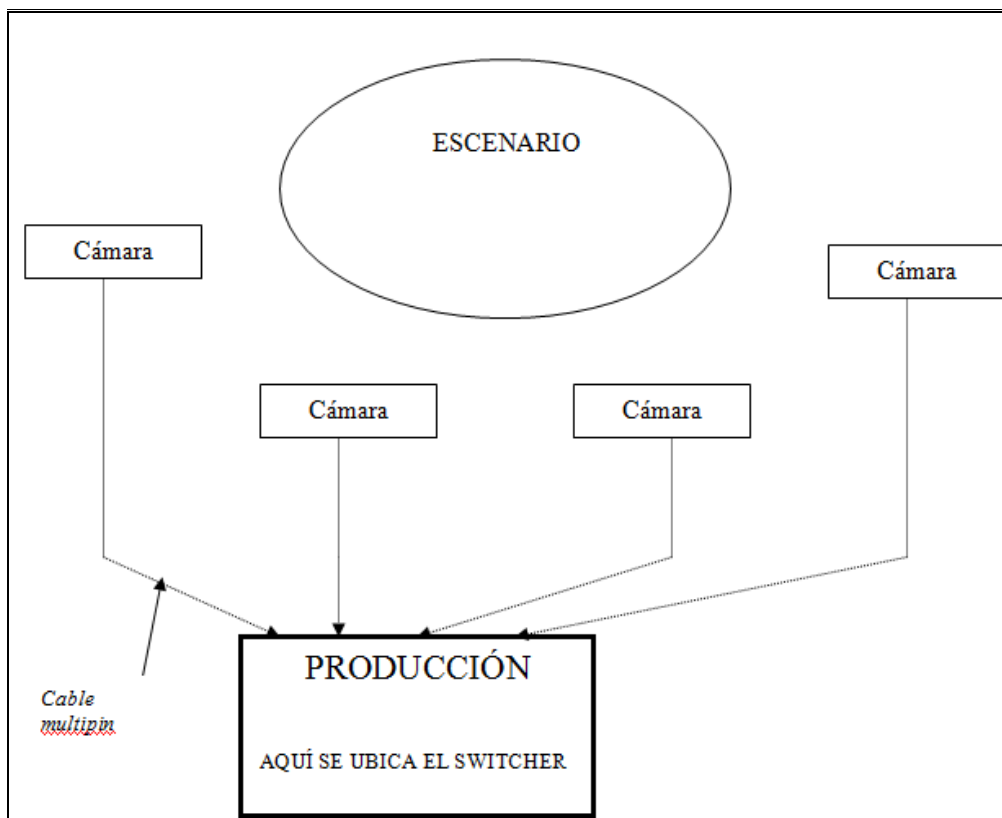 ESCENARIO
Cámara
Cámara
Cámara
Cámara
PRODUCCIÓN
Cable
multipin
AQUÍ SE UBICA EL SWITCHER